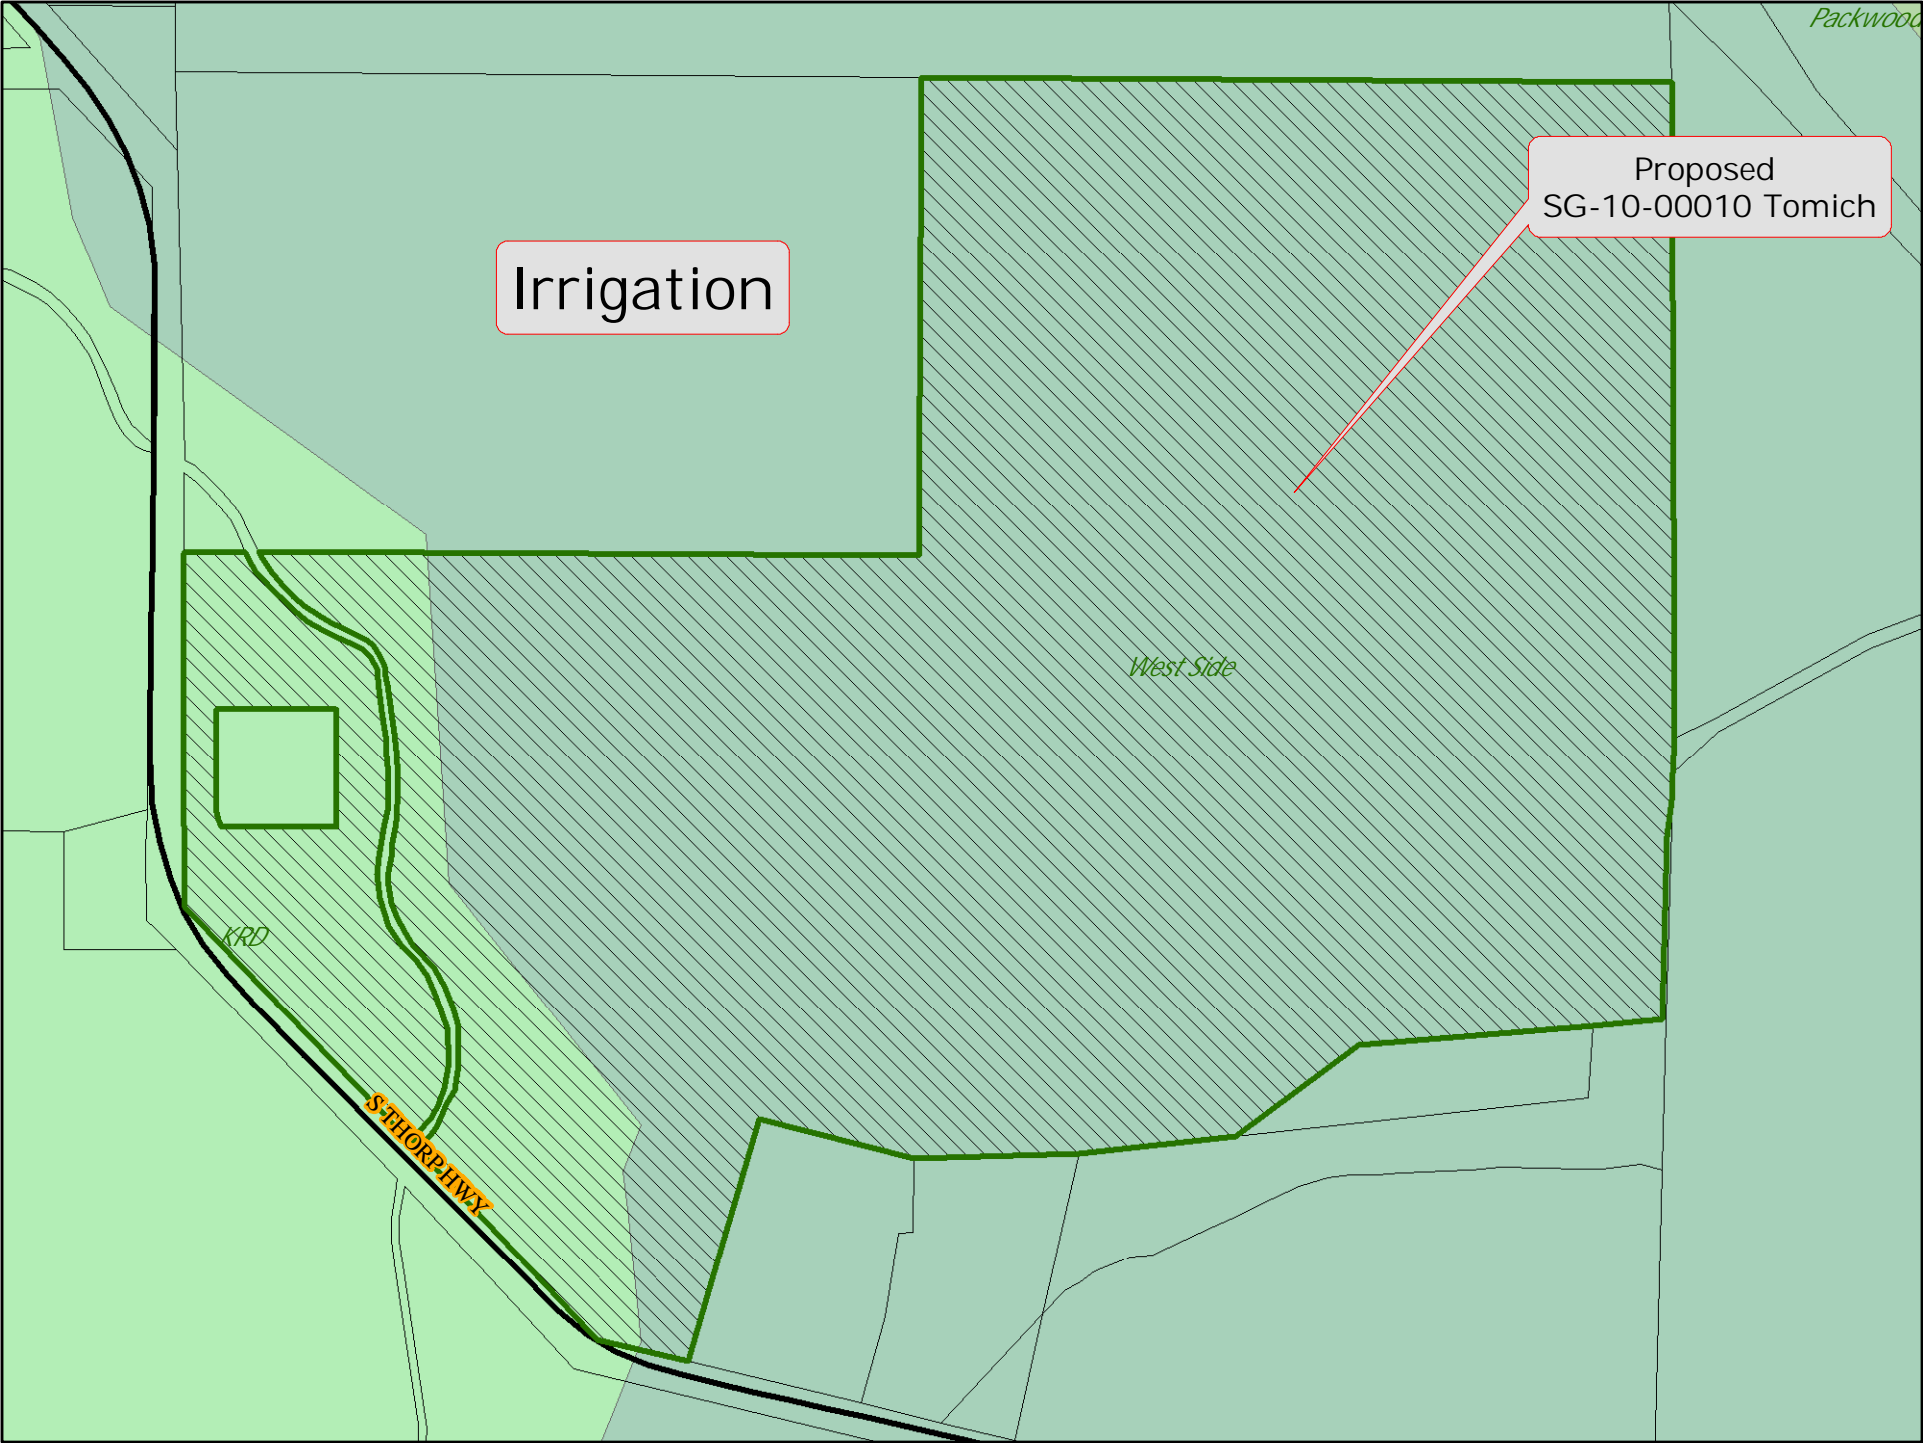 Packwood
Proposed
SG-10-00010 Tomich
Irrigation
West Side
KRD
S THORP HWY